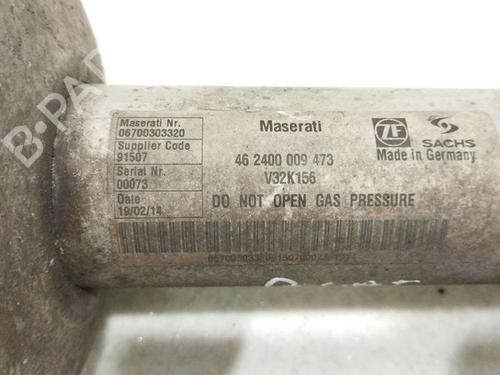 Maserati Nr.
06700303320
Supplier Code
91507
Serial Nr.
00073
Date
19/02/14
Maserati
46 2400 009 473
V32K156
DO NOT OPEN GAS PRESSURE
ZF
SACHS
Made in Germany
B-PARTS